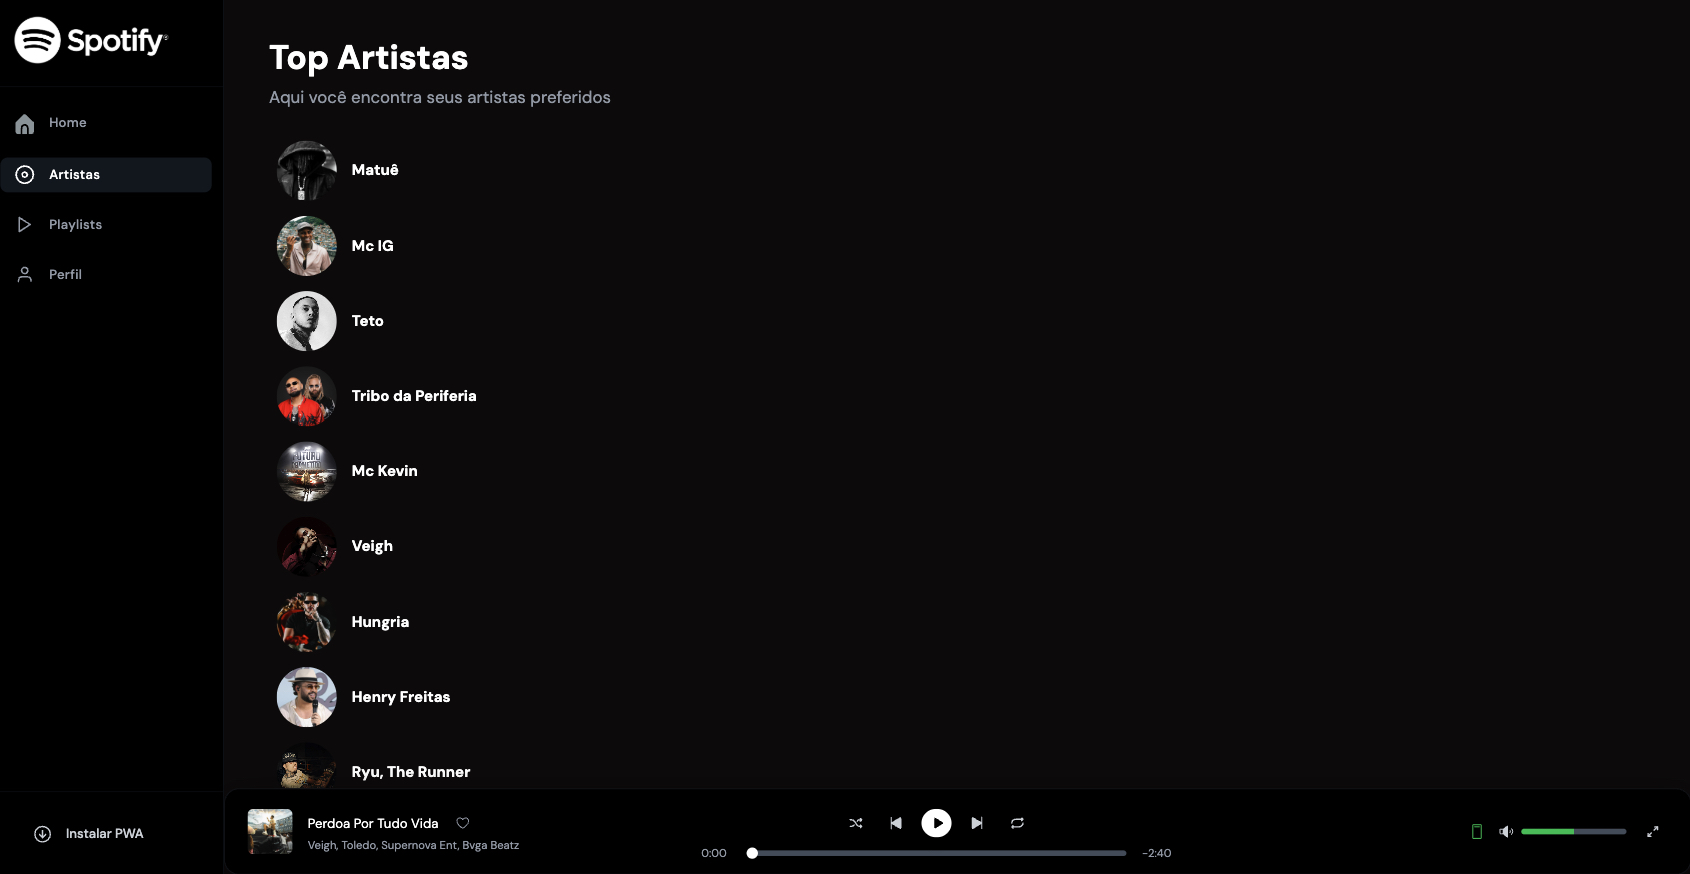 Spotify
Home
Artistas
Playlists
Perfil
Instalar PWA
Top Artistas
Aqui você encontra seus artistas preferidos
Matuê
Mc IG
Teto
Tribo da Periferia
Mc Kevin
Veigh
Hungria
Henry Freitas
Ryu, The Runner
Perdoa Por Tudo Vida
Veigh, Toledo, Supernova Ent, Bvga Beatz
0:00
-2:40